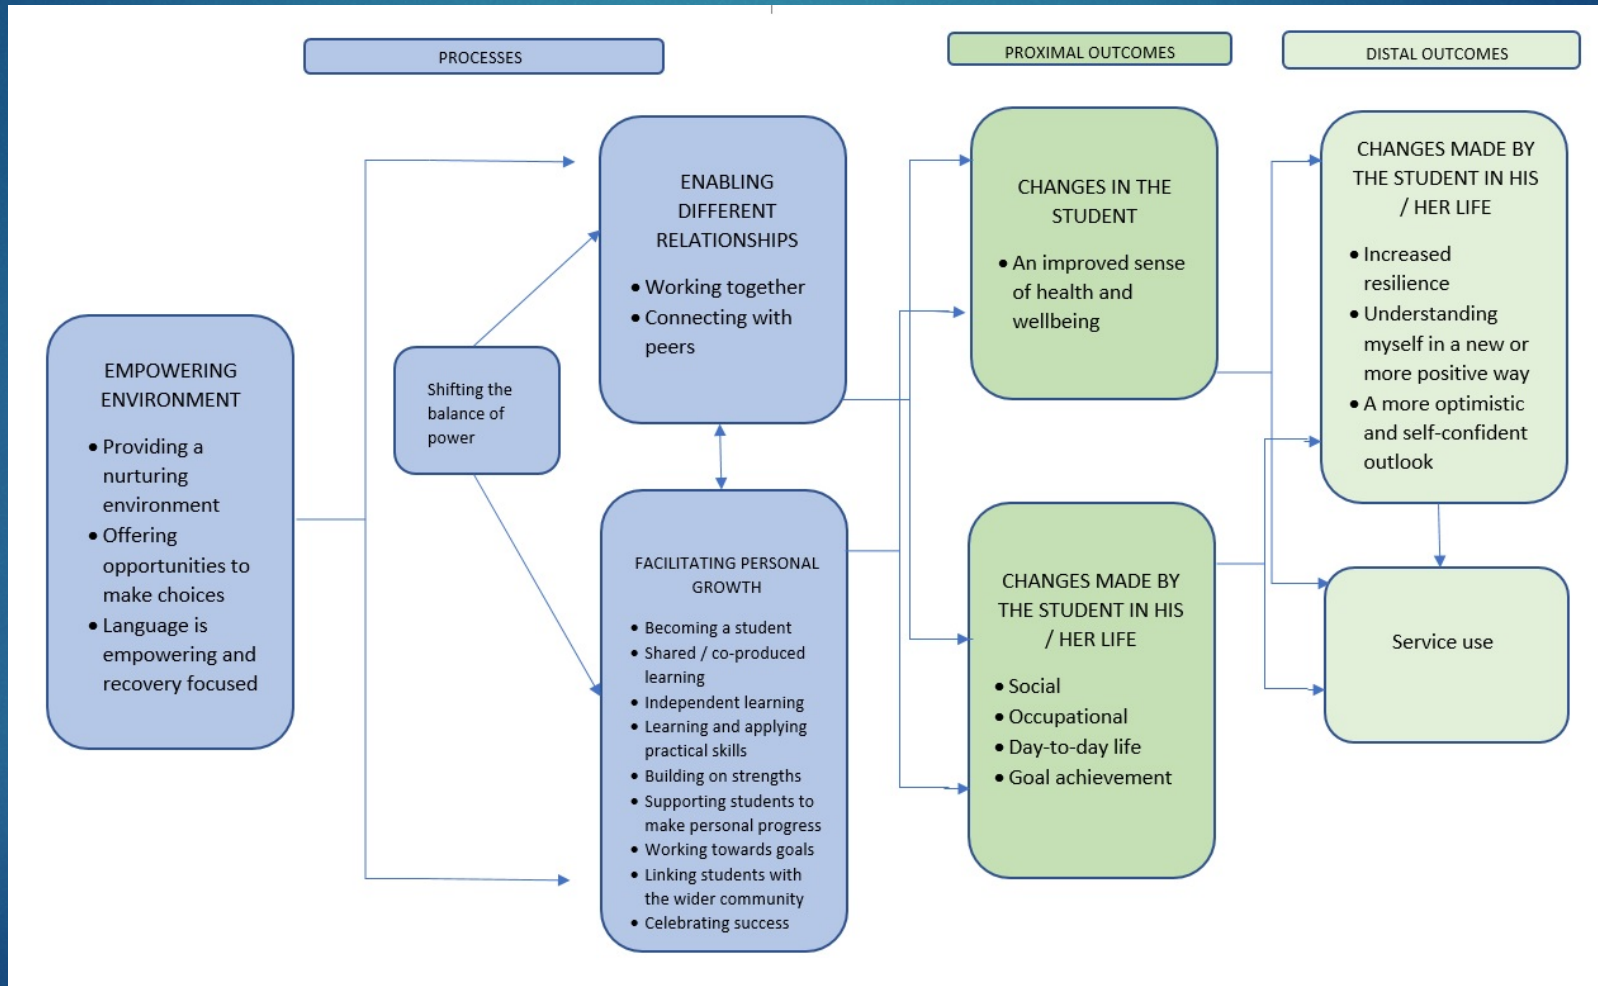 PROCESSES
PROXIMAL OUTCOMES
DISTAL OUTCOMES
EMPOWERING
ENVIRONMENT
• Providing a
nurturing
environment
• Offering
opportunities to
make choices
• Language is
empowering and
recovery focused
Shifting the
balance of
power
ENABLING
DIFFERENT
RELATIONSHIPS
• Working together
• Connecting with
peers
FACILITATING PERSONAL
GROWTH
• Becoming a student
• Shared / co-produced
learning
• Independent learning
• Learning and applying
practical skills
• Building on strengths
• Supporting students to
make personal progress
• Working towards goals
• Linking students with
the wider community
• Celebrating success
CHANGES IN THE
STUDENT
• An improved sense
of health and
wellbeing
CHANGES MADE BY
THE STUDENT IN HIS
/ HER LIFE
• Social
• Occupational
• Day-to-day life
• Goal achievement
CHANGES MADE BY
THE STUDENT IN HIS
/ HER LIFE
• Increased
resilience
• Understanding
myself in a new or
more positive way
• A more optimistic
and self-confident
outlook
Service use